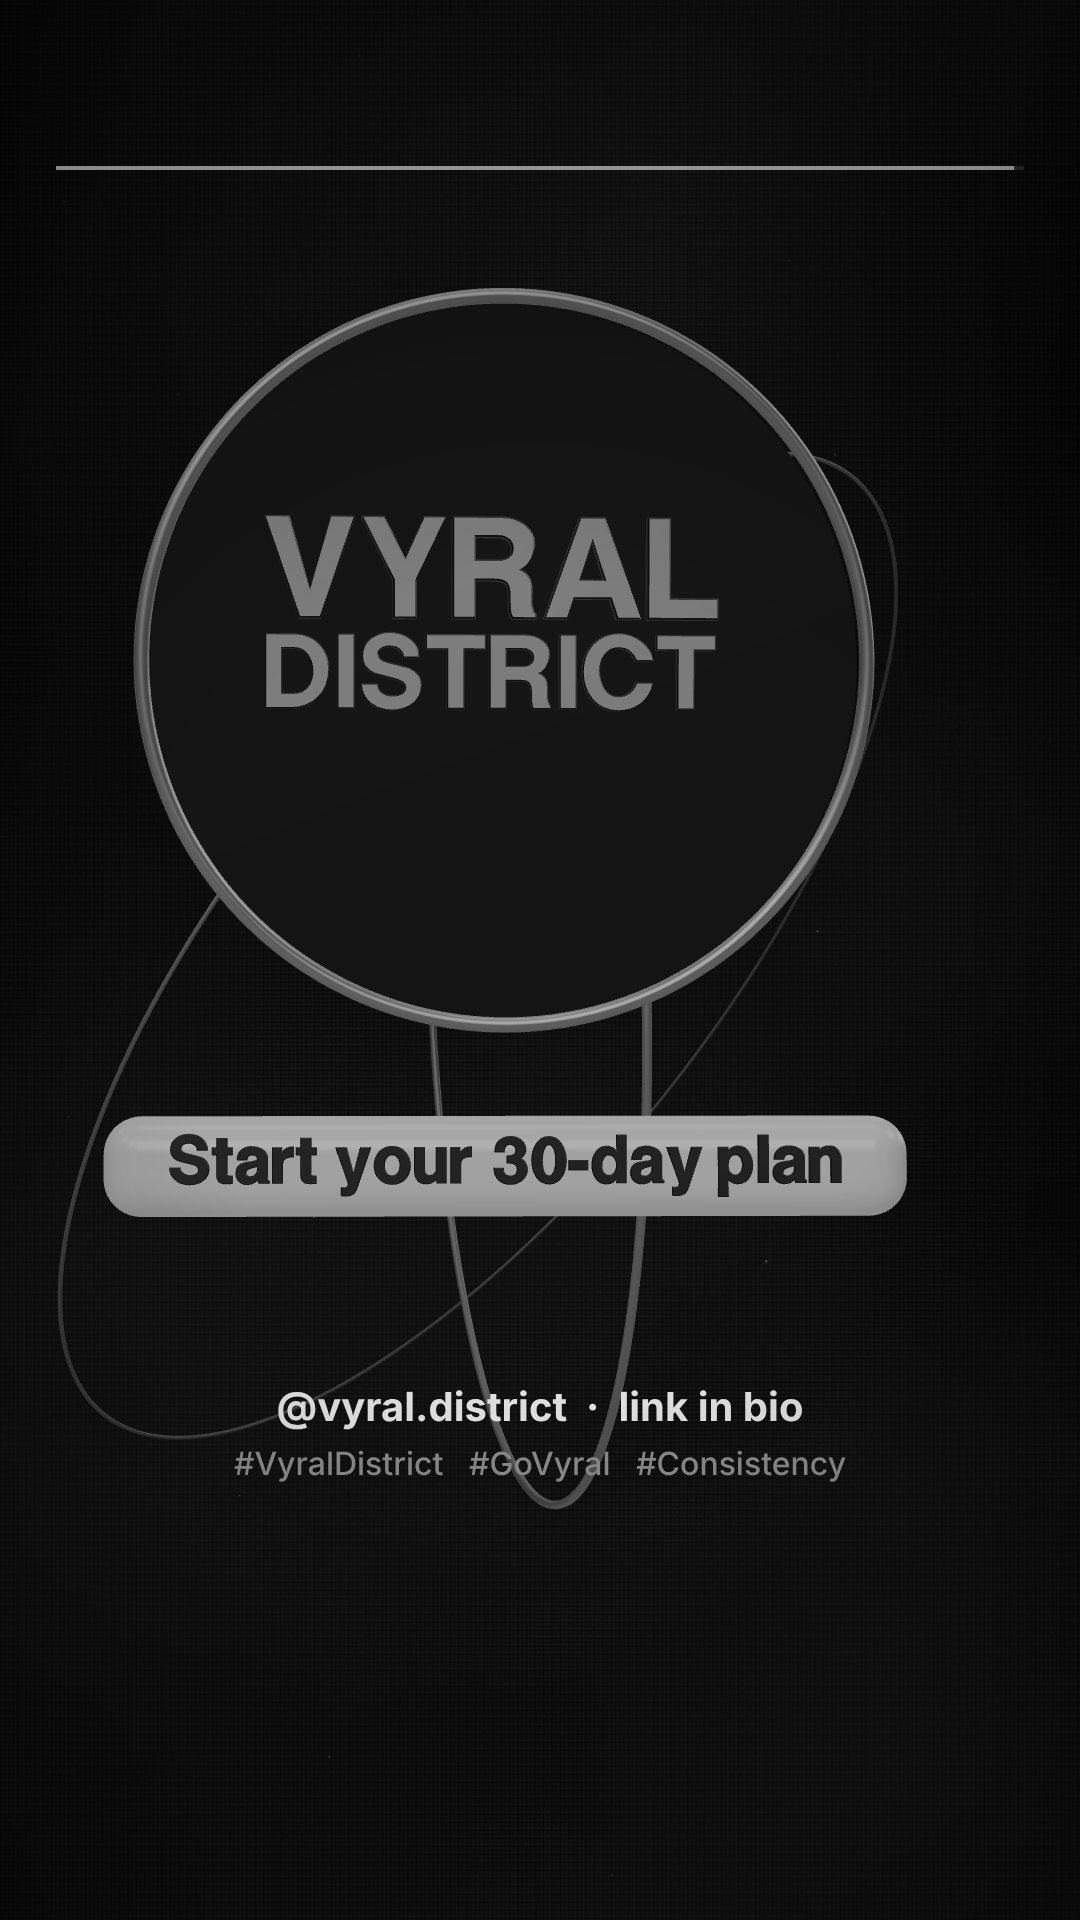 VYRAL
DISTRICT
Start your 30-day plan
@vyral.district · link in bio
#VyralDistrict #GoVyral #Consistency